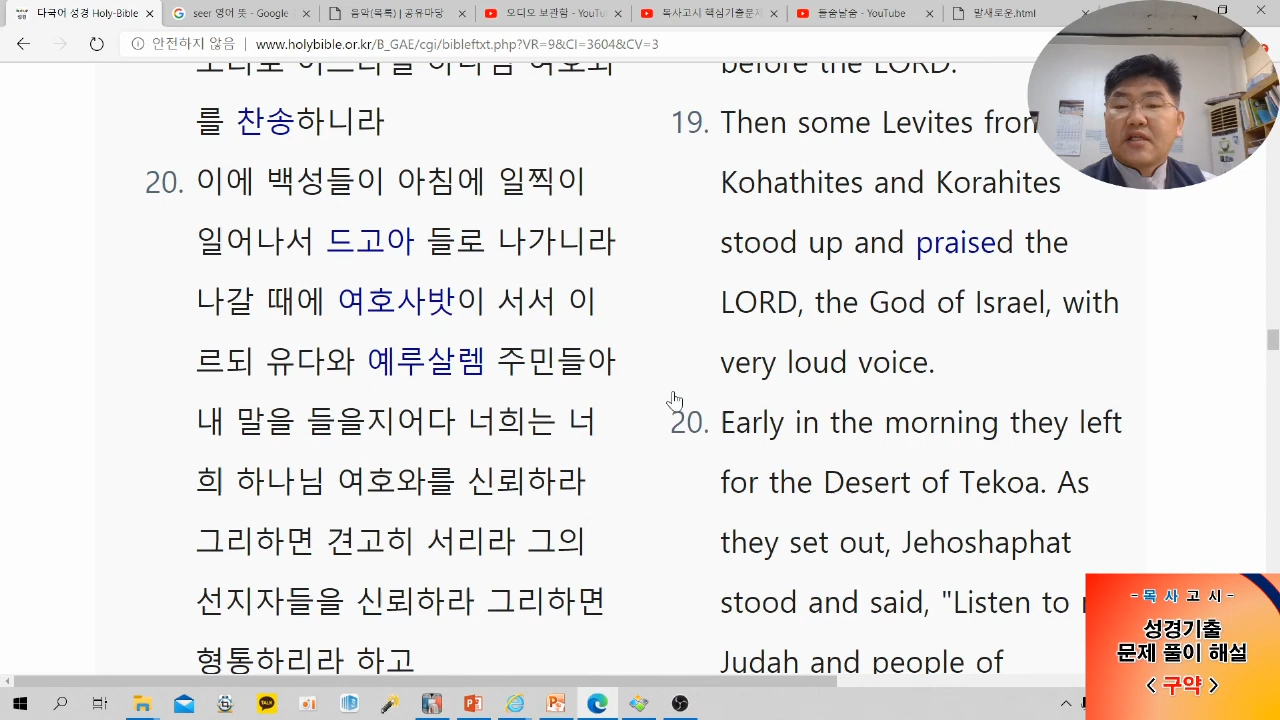 다국어 성경 Holy-Bible
seer 영어 뜻 - Google
음악(목록) | 공유마당
오디오 보관함 - YouTu
목사고시 핵심기출문
들숨날숨 - YouTube
말새로운.html
안전하지 않음 | www.holybible.or.kr/B_GAE/cgi/bibleftxt.php?VR=9&CI=3604&CV=3
를 찬송하니라
20. 이에 백성들이 아침에 일찍이
일어나서 드고아 들로 나가니라
나갈 때에 여호사밧이 서서 이
르되 유다와 예루살렘 주민들아
내 말을 들을지어다 너희는 너
희 하나님 여호와를 신뢰하라
그리하면 견고히 서리라 그의
선지자들을 신뢰하라 그리하면
형통하리라 하고
before the LORD.
19. Then some Levites from
Kohathites and Korahites
stood up and praised the
LORD, the God of Israel, with
very loud voice.
20. Early in the morning they left
for the Desert of Tekoa. As
they set out, Jehoshaphat
stood and said, "Listen to
Judah and people of
- 목 사 고 시 -
성경기출
문제 풀이 해설
< 구약 >